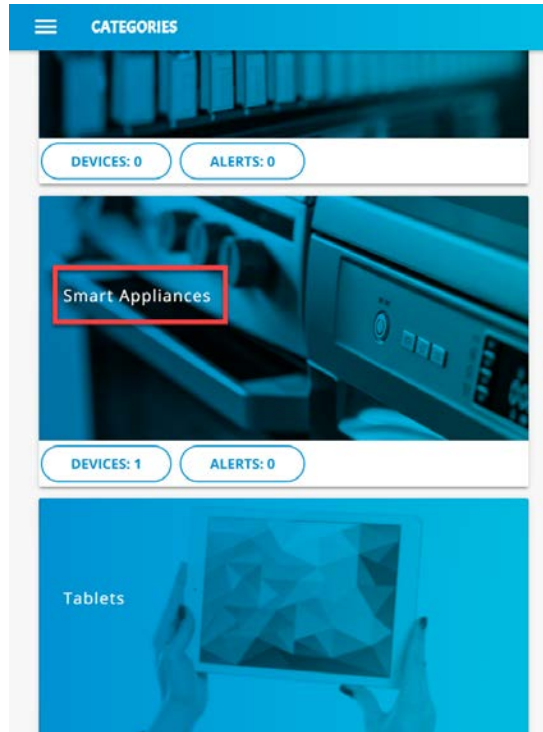 CATEGORIES
DEVICES: 0 ALERTS: 0
Smart Appliances
DEVICES: 1 ALERTS: 0
Tablets